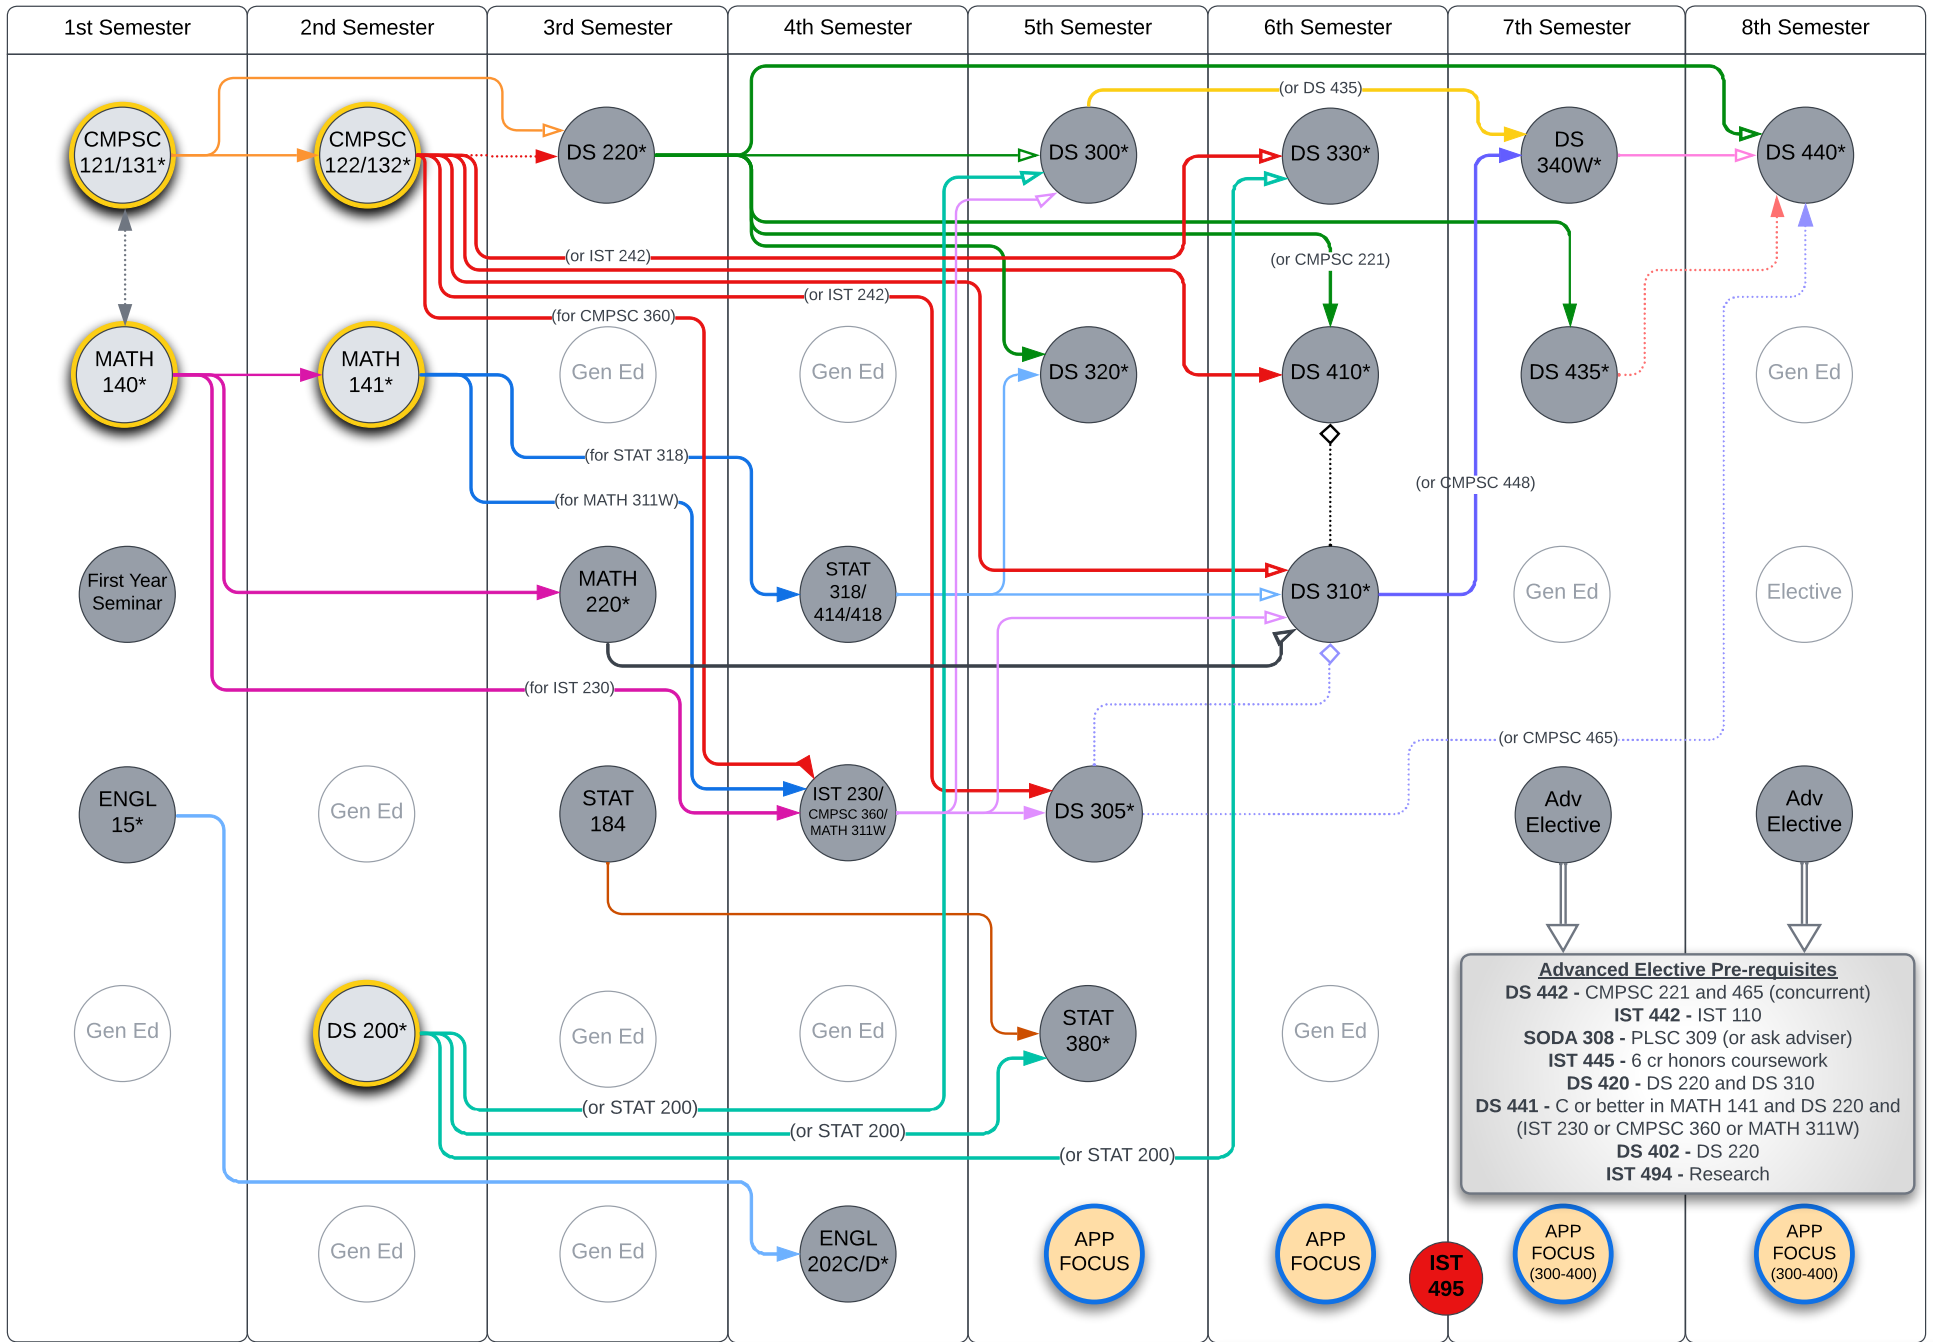 1st Semester
2nd Semester
3rd Semester
4th Semester
5th Semester
6th Semester
7th Semester
8th Semester
(or DS 435)
CMPSC
121/131*
CMPSC
122/132*
DS 220*
DS 300*
DS 330*
DS
340W*
DS 440*
(or IST 242)
(or CMPSC 221)
(or IST 242)
(for CMPSC 360)
MATH
140*
MATH
141*
Gen Ed
Gen Ed
DS 320*
DS 410*
DS 435*
Gen Ed
(for STAT 318)
(for MATH 311W)
(or CMPSC 448)
First Year
Seminar
MATH
220*
STAT
318/
414/418
DS 310*
Gen Ed
Elective
(for IST 230)
(or CMPSC 465)
ENGL
15*
Gen Ed
STAT
184
IST 230/
CMPSC 360/
MATH 311W
DS 305*
Adv
Elective
Adv
Elective
Gen Ed
DS 200*
Gen Ed
Gen Ed
STAT
380*
Gen Ed
Advanced Elective Pre-requisites
DS 442 - CMPSC 221 and 465 (concurrent)
IST 442 - IST 110
SODA 308 - PLSC 309 (or ask adviser)
IST 445 - 6 cr honors coursework
DS 420 - DS 220 and DS 310
DS 441 - C or better in MATH 141 and DS 220 and
(IST 230 or CMPSC 360 or MATH 311W)
DS 402 - DS 220
IST 494 - Research
(or STAT 200)
(or STAT 200)
(or STAT 200)
Gen Ed
Gen Ed
ENGL
202C/D*
APP
FOCUS
APP
FOCUS
IST
495
APP
FOCUS
(300-400)
APP
FOCUS
(300-400)